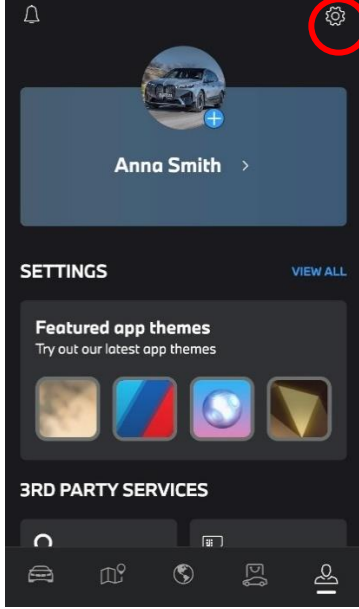 Anna Smith
SETTINGS
VIEW ALL
Featured app themes
Try out our latest app themes
3RD PARTY SERVICES